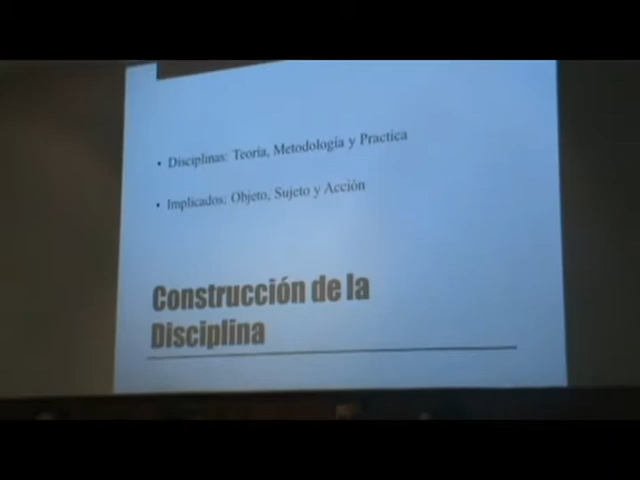 • Disciplinas: Teoría, Metodología y Practica
• Implicados: Objeto, Sujeto y Acción
Construcción de la
Disciplina